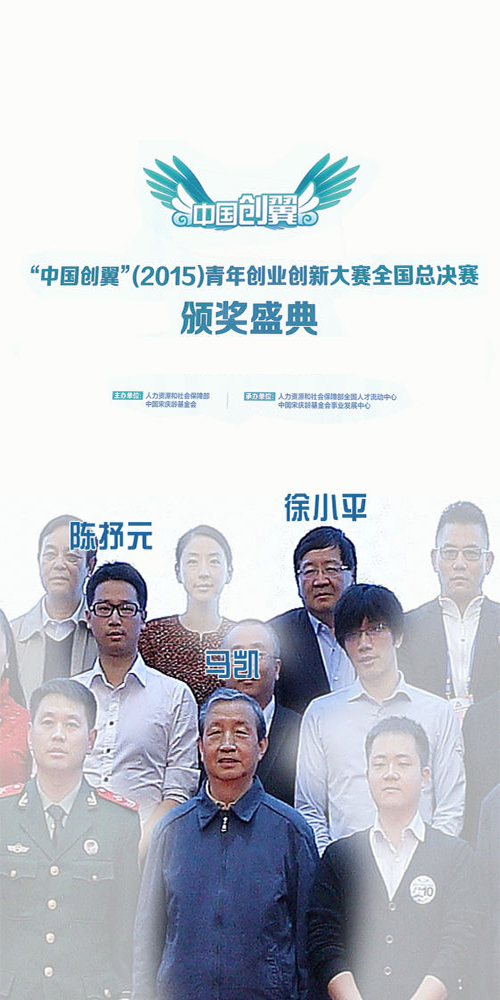 中国创翼
“中国创翼”(2015)青年创业创新大赛全国总决赛
颁奖盛典
主办单位: 人力资源和社会保障部
中国宋庆龄基金会
承办单位: 人力资源和社会保障部全国人才流动中心
中国宋庆龄基金会事业发展中心
徐小平
陈抒元
马凯
10